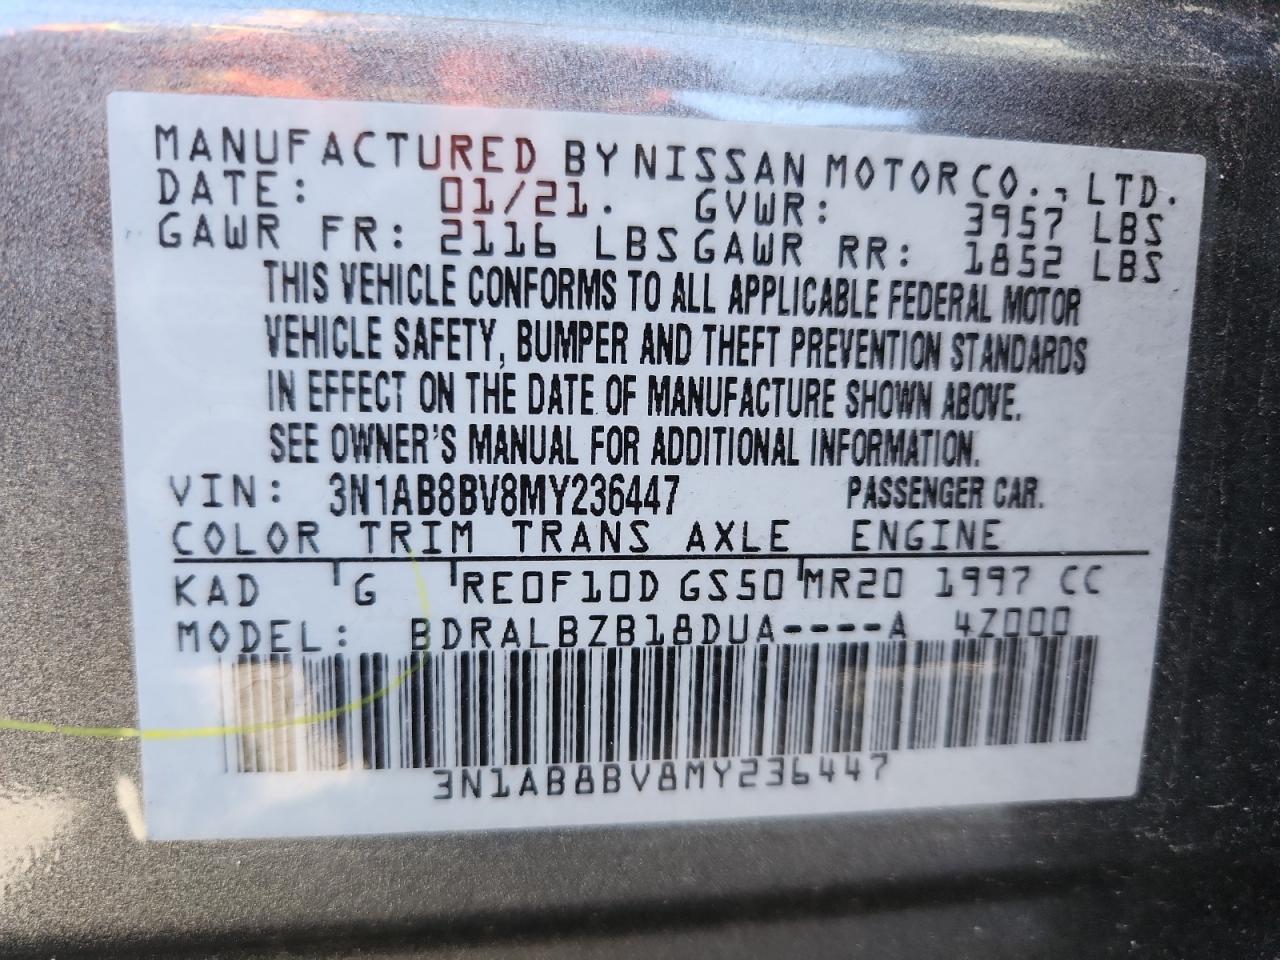 MANUFACTURED BY NISSAN MOTOR CO., LTD.
DATE: 01/21. GVWR: 3957 LBS
GAWR FR: 2116 LBS GAWR RR: 1852 LBS
THIS VEHICLE CONFORMS TO ALL APPLICABLE FEDERAL MOTOR
VEHICLE SAFETY, BUMPER AND THEFT PREVENTION STANDARDS
IN EFFECT ON THE DATE OF MANUFACTURE SHOWN ABOVE.
SEE OWNER'S MANUAL FOR ADDITIONAL INFORMATION.
VIN: 3N1AB8BV8MY236447 PASSENGER CAR.
COLOR TRIM TRANS AXLE ENGINE
KAD G RE0F10D GS50 MR20 1997 CC
MODEL: BDRALBZB18DUA----A 4Z000
3N1AB8BV8MY236447